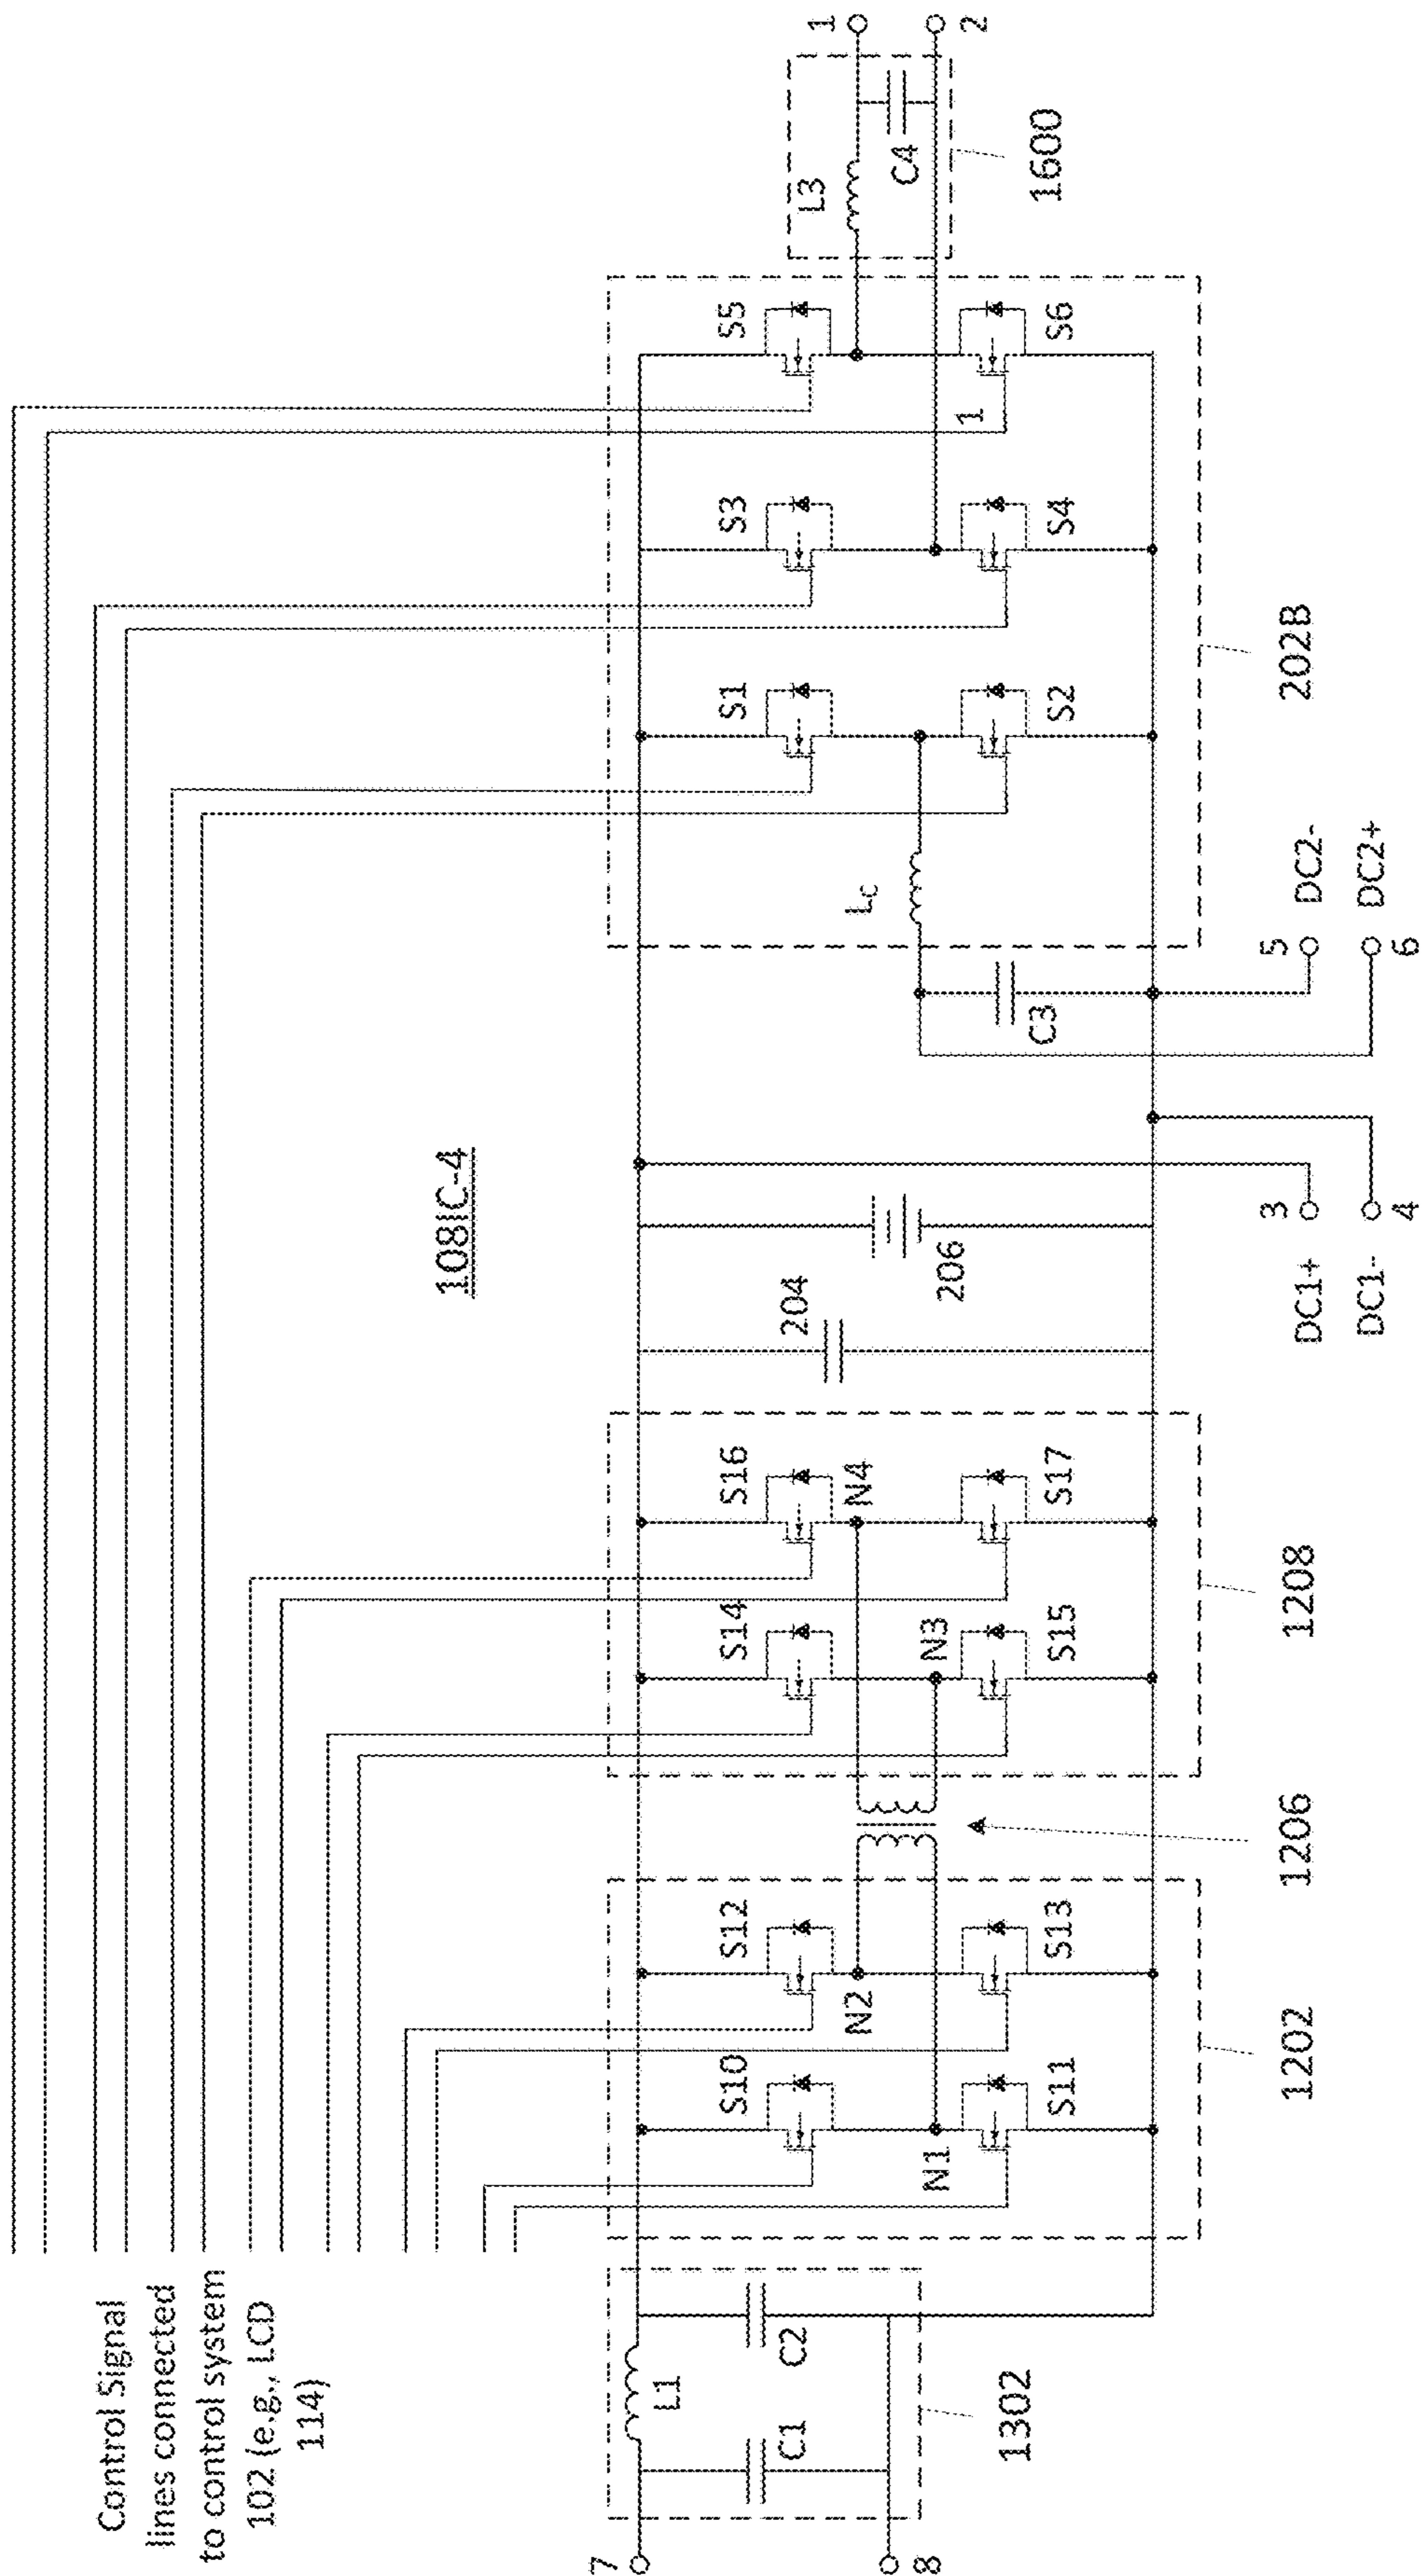 Control Signal
lines connected
to control system
102 (e.g., LCD
114)
108IC-4
7
8
L1
C1
C2
1302
S10
S11
N1
S12
S13
N2
1202
1206
S14
S15
N3
S16
S17
N4
1208
204
206
DC1+
3
DC1-
4
5
DC2-
6
DC2+
C3
LC
S1
S2
S3
S4
S5
S6
1
202B
L3
C4
1600
1
2